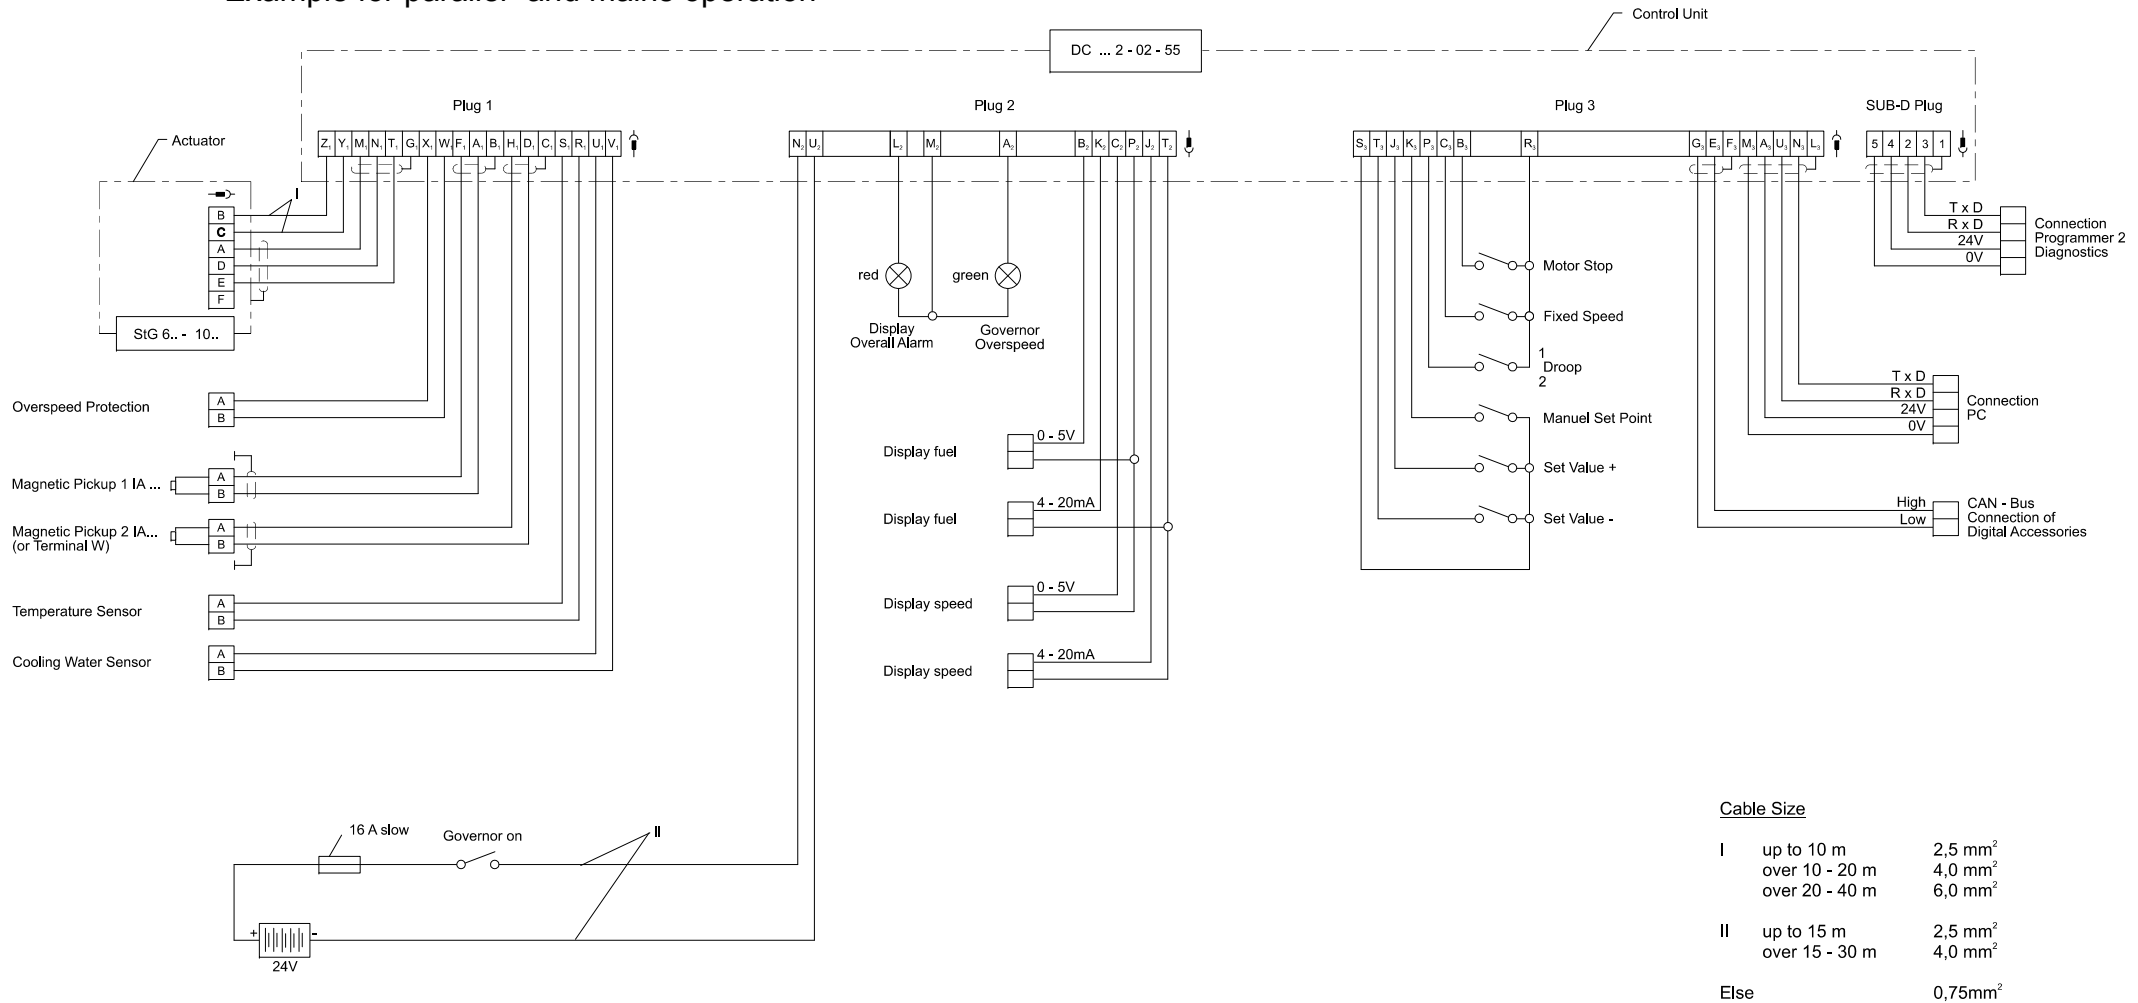 Example for parallel- and mains operation
Control Unit
DC ... 2 - 02 - 55
Plug 1
Plug 2
Plug 3
SUB-D Plug
Actuator
Z₁ Y₁ M₁ N₁ T₁ G₁ X₁ W₁ F₁ A₁ B₁ H₁ D₁ C₁ S₁ R₁ U₁ V₁
N₂ U₂ L₂ M₂ A₂ B₂ K₂ C₂ P₂ J₂ T₂
S₃ T₃ J₃ K₃ P₃ C₃ B₃ R₃ G₃ E₃ F₃ M₃ A₃ U₃ N₃ L₃
5 4 2 3 1
I
B
C
A
D
E
F
StG 6.. - 10..
red
green
Display
Overall Alarm
Governor
Overspeed
Motor Stop
Fixed Speed
1
Droop
2
Manuel Set Point
Set Value +
Set Value -
T x D
R x D
24V
0V
Connection
Programmer 2
Diagnostics
T x D
R x D
24V
0V
Connection
PC
High
Low
CAN - Bus
Connection of
Digital Accessories
Overspeed Protection
A
B
Magnetic Pickup 1 IA ...
A
B
Magnetic Pickup 2 IA...
(or Terminal W)
A
B
Temperature Sensor
A
B
Cooling Water Sensor
A
B
Display fuel
0 - 5V
Display fuel
4 - 20mA
Display speed
0 - 5V
Display speed
4 - 20mA
16 A slow
Governor on
II
+
-
24V
Cable Size
I up to 10 m 2,5 mm²
over 10 - 20 m 4,0 mm²
over 20 - 40 m 6,0 mm²
II up to 15 m 2,5 mm²
over 15 - 30 m 4,0 mm²
Else 0,75mm²